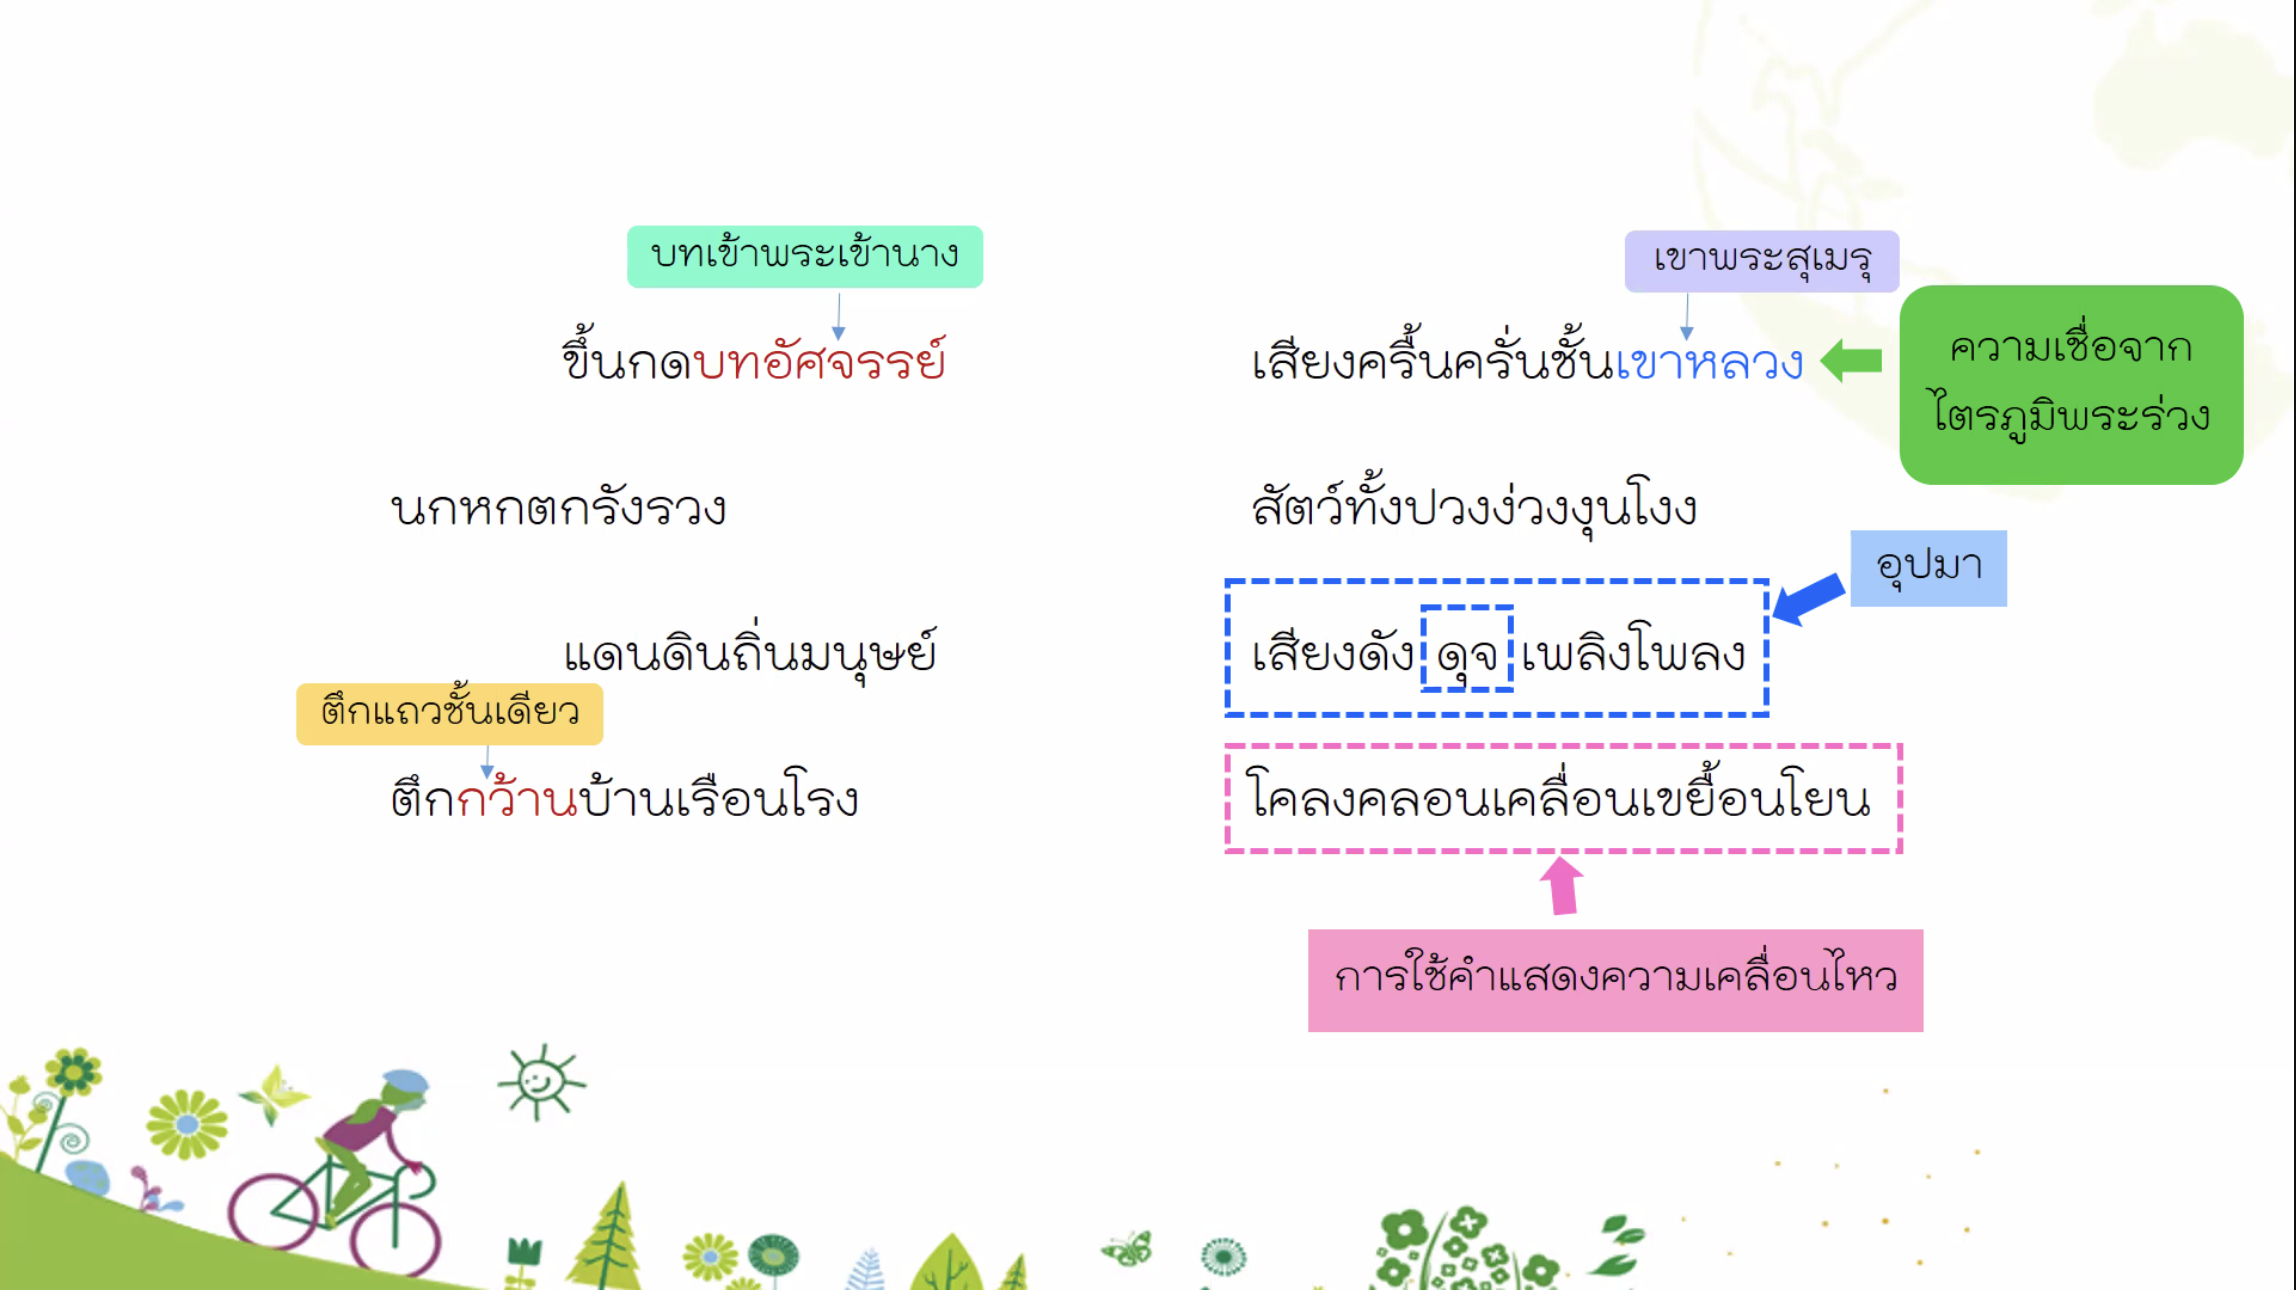 บทเข้าพระเข้านาง
เขาพระสุเมรุ
ขึ้นกดบทอัศจรรย์
เสียงครื้นครั่นชั้นเขาหลวง
ความเชื่อจาก
ไตรภูมิพระร่วง
นกหกตกรังรวง
สัตว์ทั้งปวงง่วงงุนโงง
อุปมา
แดนดินถิ่นมนุษย์
เสียงดัง ดุจ เพลิงโพลง
ตึกแถวชั้นเดียว
ตึกกว้านบ้านเรือนโรง
โคลงคลอนเคลื่อนเขยื้อนโยน
การใช้คำแสดงความเคลื่อนไหว